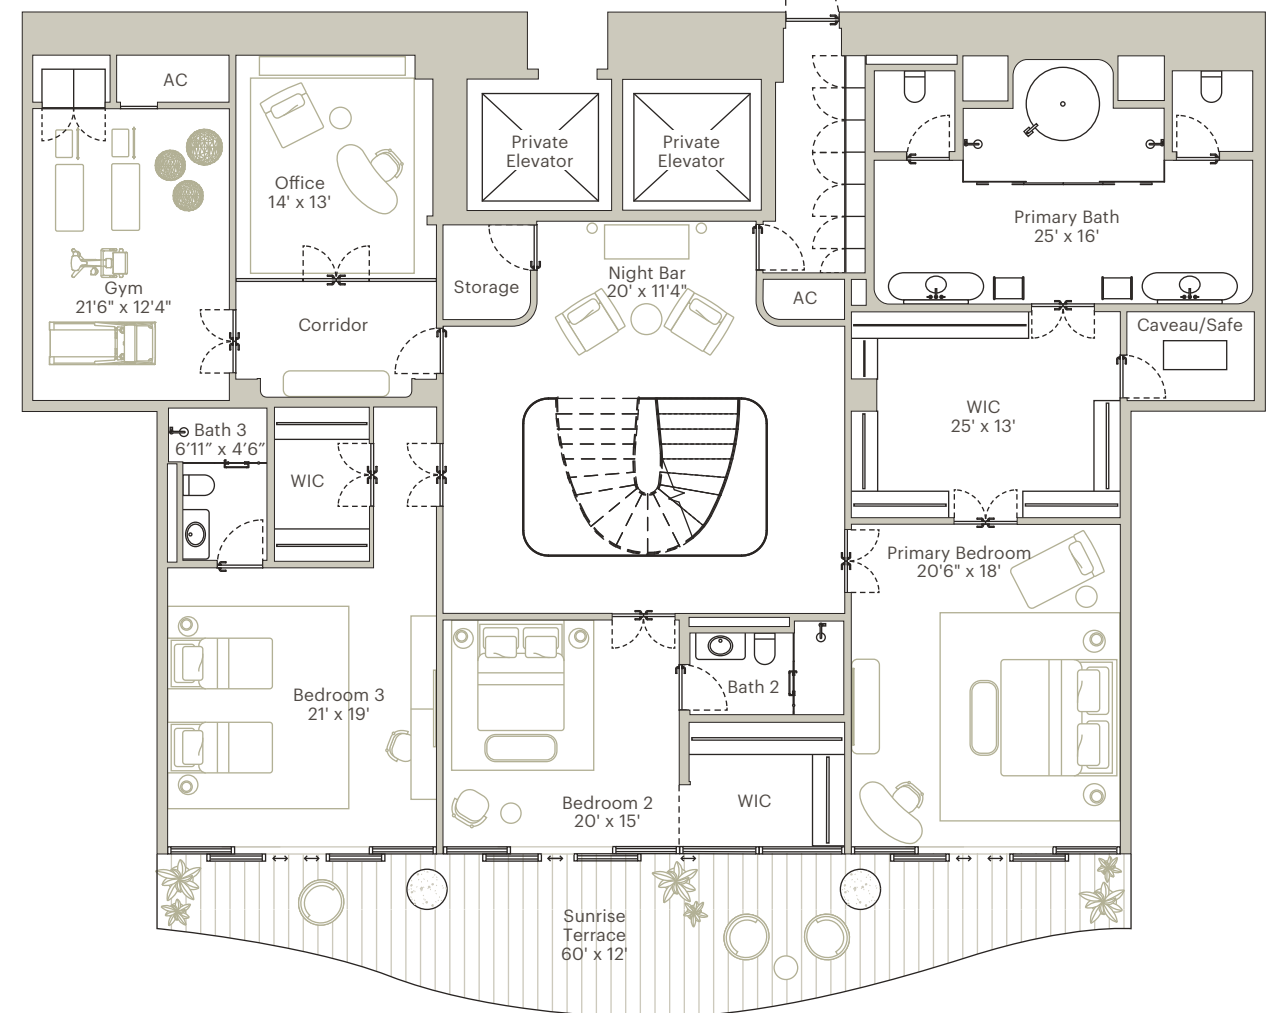 AC
Office
14' x 13'
Private
Elevator
Private
Elevator
Primary Bath
25' x 16'
Gym
21'6" x 12'4"
Storage
Night Bar
20' x 11'4"
AC
Corridor
Caveau/Safe
WIC
25' x 13'
Bath 3
6’11” x 4’6”
WIC
Primary Bedroom
20'6" x 18'
Bedroom 3
21' x 19'
Bath 2
Bedroom 2
20' x 15'
WIC
Sunrise
Terrace
60' x 12'